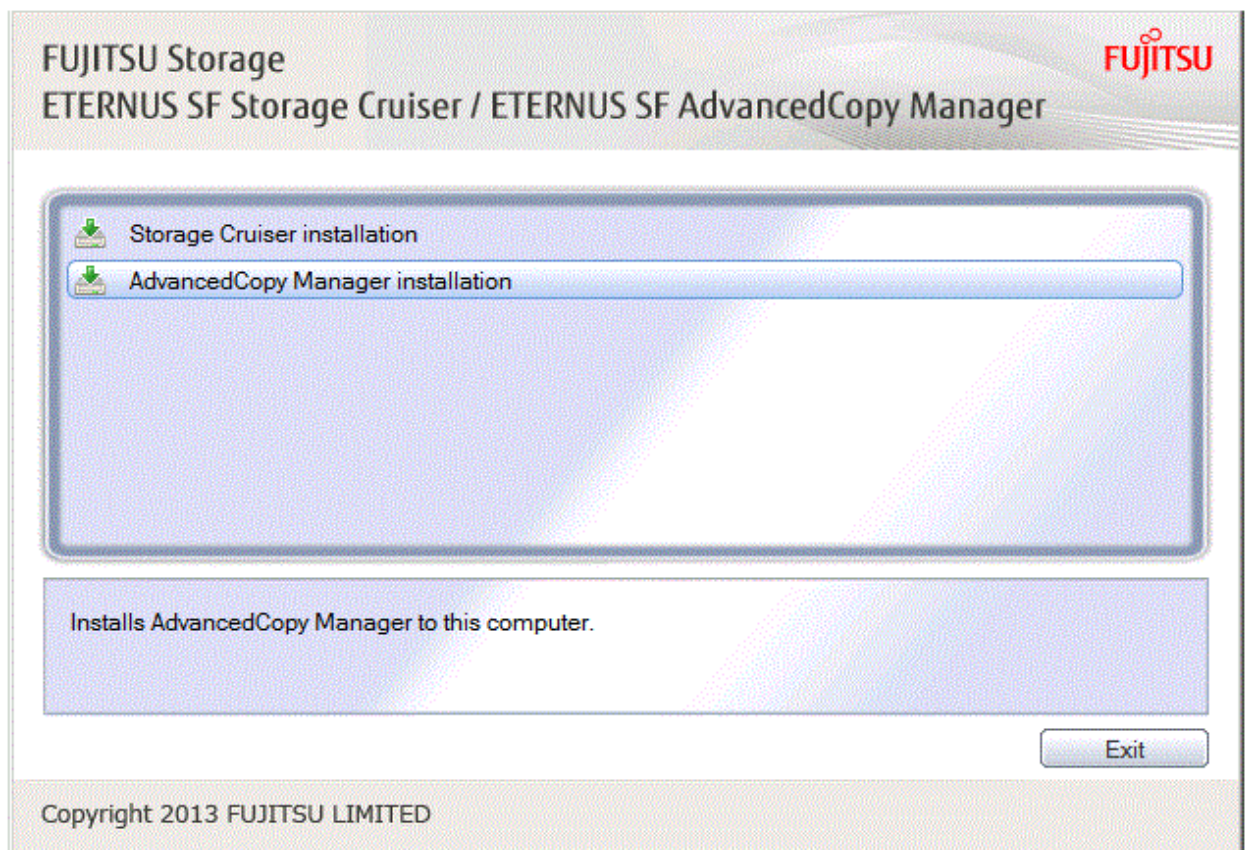 FUJITSU Storage
FUJITSU
ETERNUS SF Storage Cruiser / ETERNUS SF AdvancedCopy Manager
Storage Cruiser installation
AdvancedCopy Manager installation
Installs AdvancedCopy Manager to this computer.
Exit
Copyright 2013 FUJITSU LIMITED